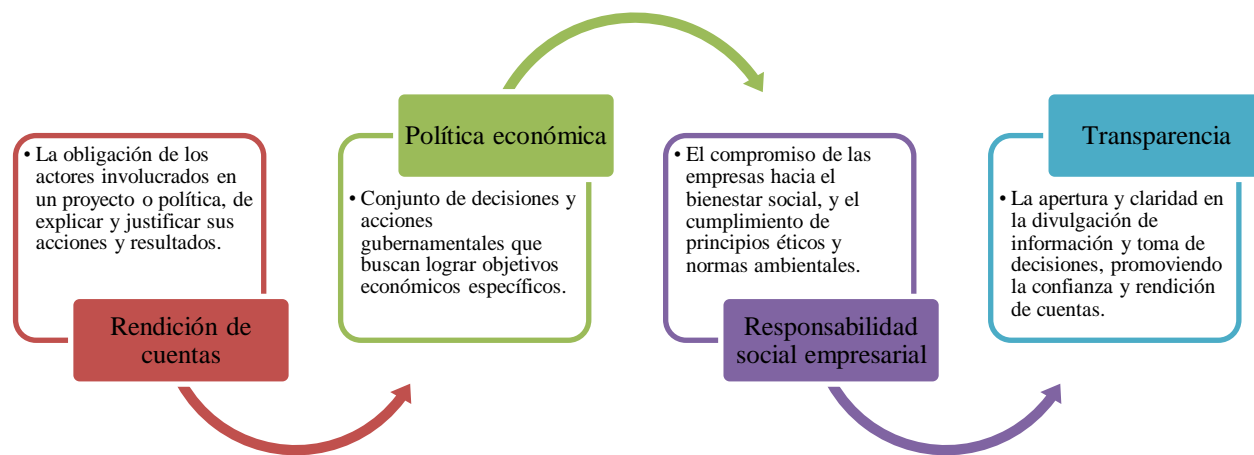 • La obligación de los
actores involucrados en
un proyecto o política, de
explicar y justificar sus
acciones y resultados.
Rendición de
cuentas
Política económica
• Conjunto de decisiones y
acciones
gubernamentales que
buscan lograr objetivos
económicos específicos.
• El compromiso de las
empresas hacia el
bienestar social, y el
cumplimiento de
principios éticos y
normas ambientales.
Responsabilidad
social empresarial
Transparencia
• La apertura y claridad en
la divulgación de
información y toma de
decisiones, promoviendo
la confianza y rendición
de cuentas.